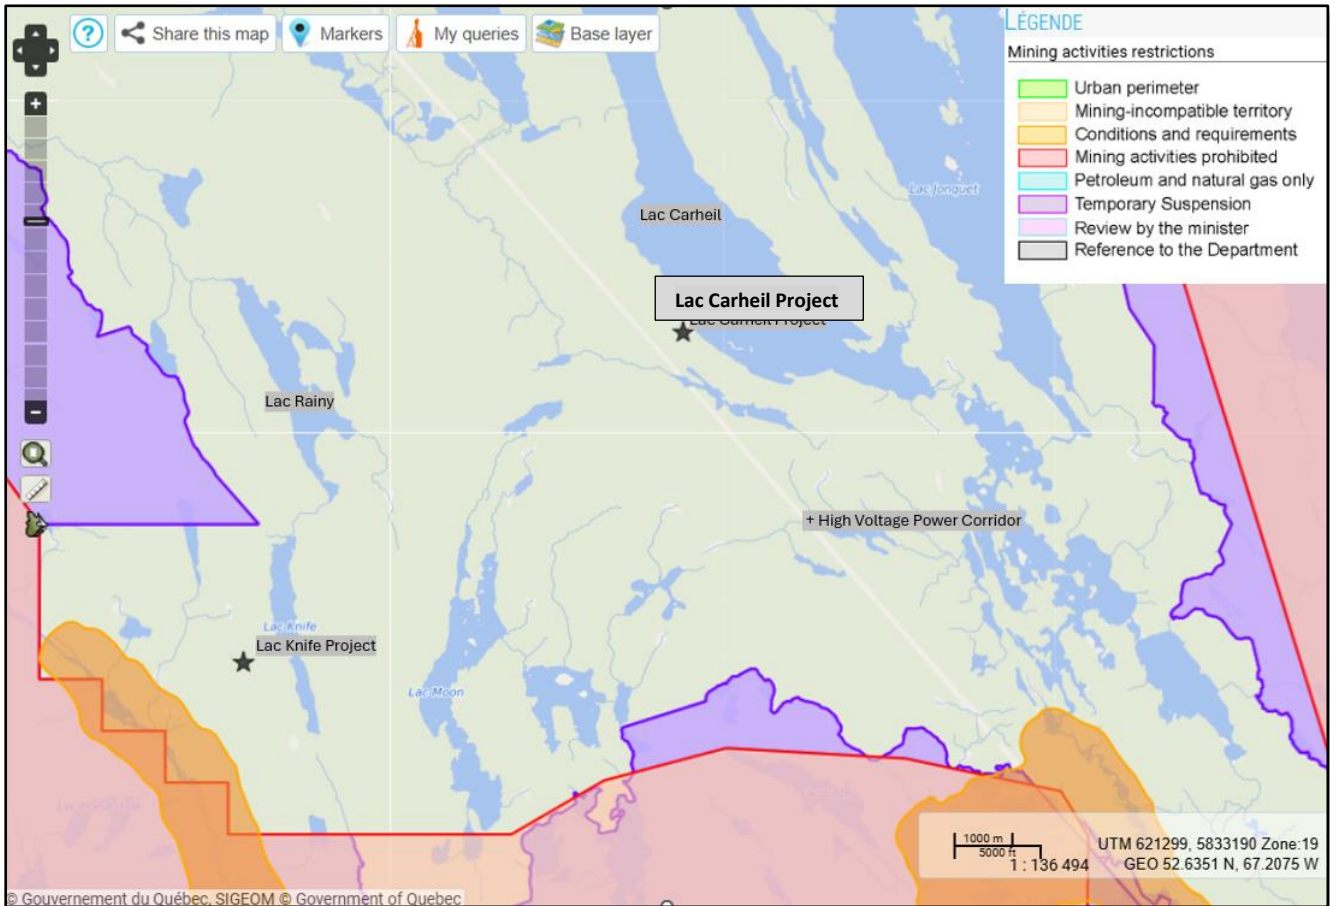 ?
Share this map
Markers
My queries
Base layer
LÉGENDE
Mining activities restrictions
Urban perimeter
Mining-incompatible territory
Conditions and requirements
Mining activities prohibited
Petroleum and natural gas only
Temporary Suspension
Review by the minister
Reference to the Department
Lac Jonquet
Lac Carheil
Lac Carheil Project
Lac Carheil Project
Lac Rainy
+ High Voltage Power Corridor
Lac Knife
Lac Knife Project
Lac Moon
1000 m
5000 ft
1 : 136 494
UTM 621299, 5833190 Zone:19
GEO 52.6351 N, 67.2075 W
© Gouvernement du Québec, SIGEOM © Government of Quebec